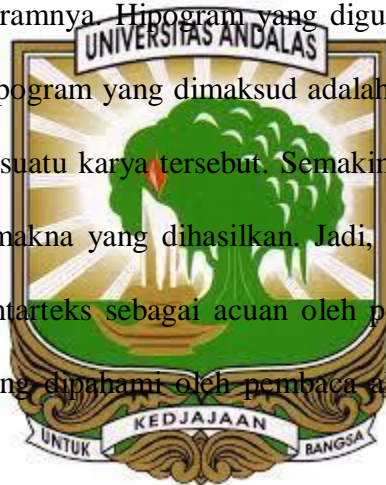 ramnya. Hipogram yang digu
UNIVERSITAS ANDALAS
pogram yang dimaksud adalah
suatu karya tersebut. Semakin
makna yang dihasilkan. Jadi,
ntarteks sebagai acuan oleh p
ng dipahami oleh pembaca a
KEDJAJAAN
UNTUK BANGSA